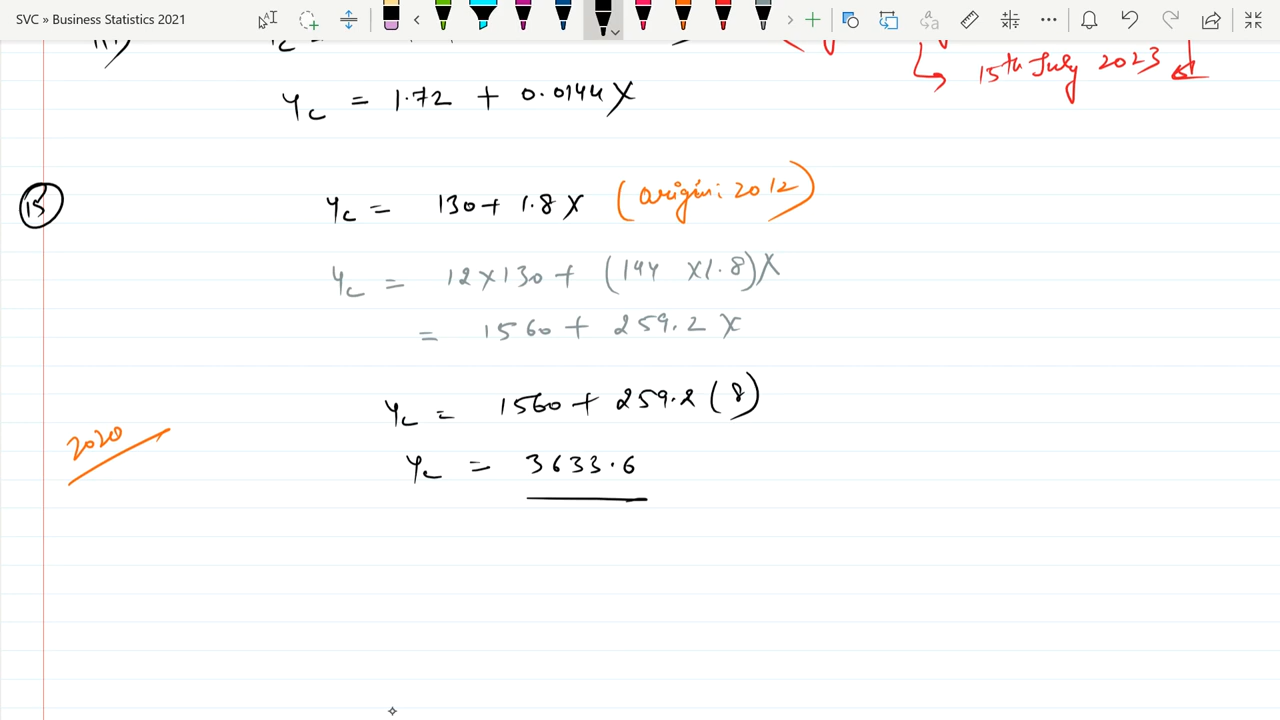 SVC » Business Statistics 2021
15th July 2023
Yc = 1.72 + 0.0144 X
15
Yc = 130 + 1.8 X (origin: 2012)
Yc = 12 X 130 + (144 X 1.8) X
= 1560 + 259.2 X
Yc = 1560 + 259.2 (8)
2020
Yc = 3633.6